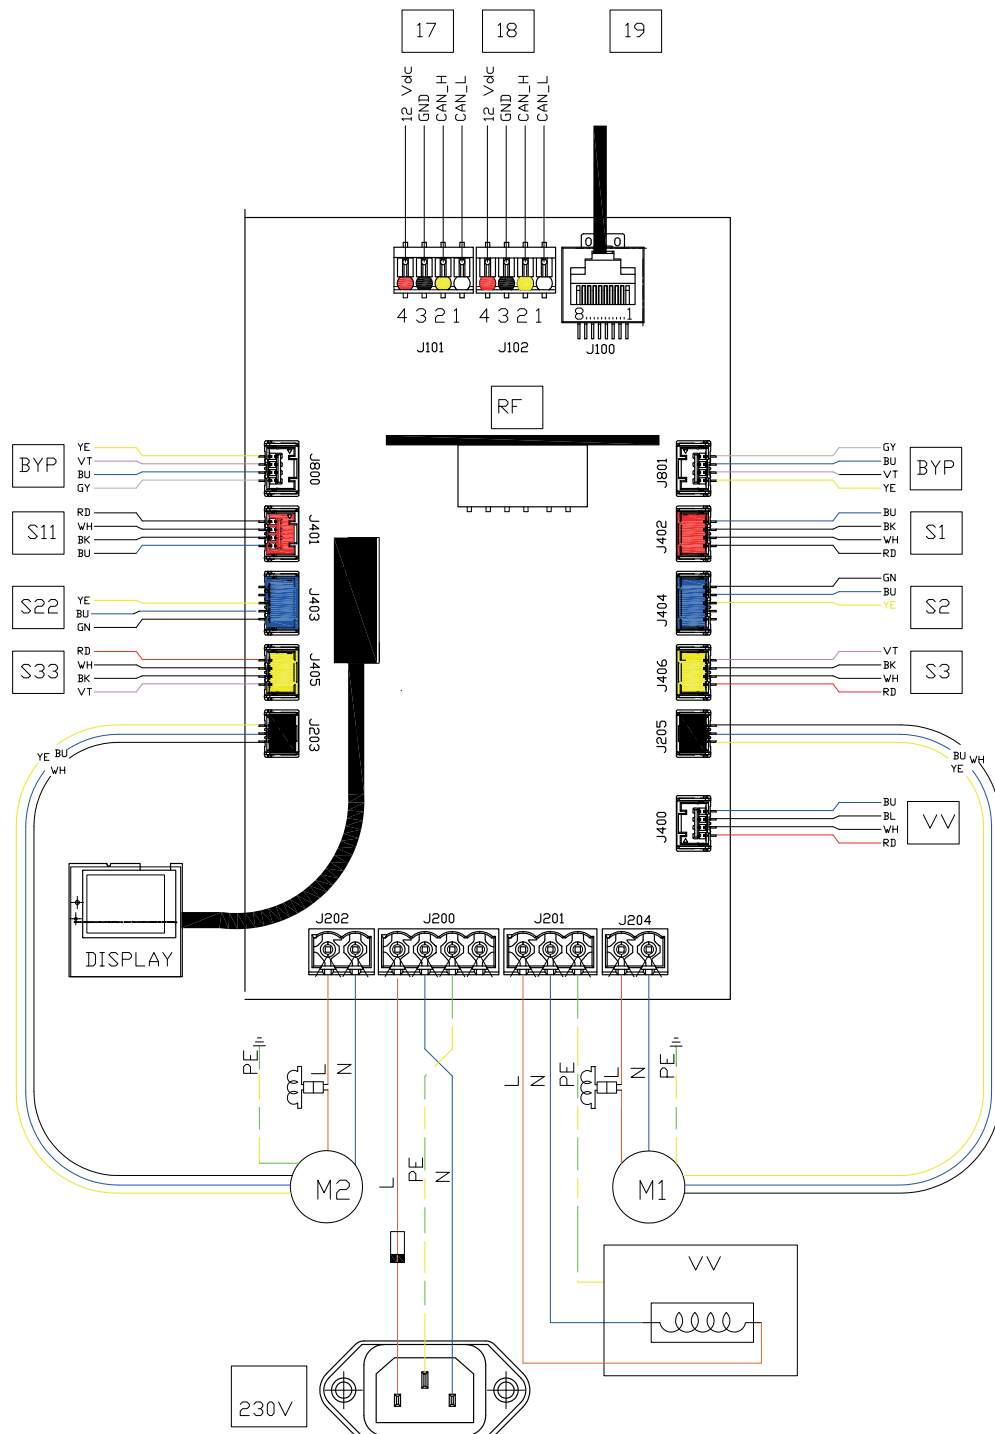 17 18 19
12 Vdc GND CAN_H CAN_L 12 Vdc GND CAN_H CAN_L
4 3 2 1 4 3 2 1 8 1
J101 J102 J100
RF
BYP YE VT BU GY J800
J801 GY BU VT YE BYP
S11 RD WH BK BU J401
J402 BU BK WH RD S1
S22 YE BU GN J403
J404 GN BU YE S2
S33 RD WH BK VT J405
J406 VT BK WH RD S3
J203 J205
YE BU WH
BU WH YE
J400 BU BL WH RD VV
DISPLAY
J202 J200 J201 J204
PE L N L N PE L N PE
M2 L PE N M1
VV
230V